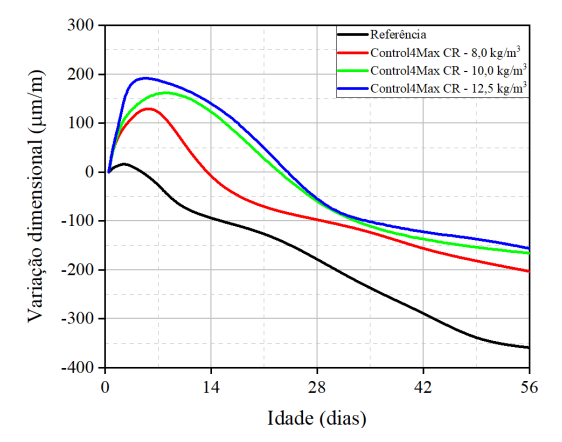 300
200
100
0
-100
-200
-300
-400
Variação dimensional (µm/m)
Referência
Control4Max CR - 8,0 kg/m³
Control4Max CR - 10,0 kg/m³
Control4Max CR - 12,5 kg/m³
0 14 28 42 56
Idade (dias)